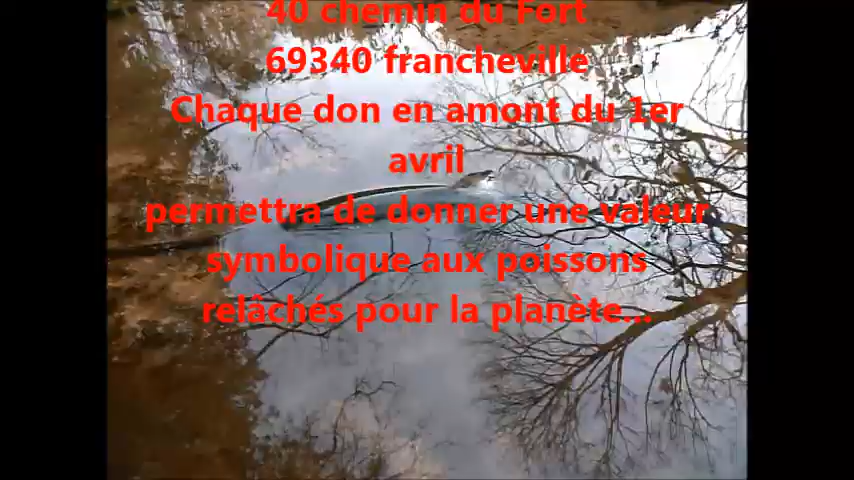 40 chemin du Fort
69340 francheville
Chaque don en amont du 1er
avril
permettra de donner une valeur
symbolique aux poissons
relâchés pour la planète...